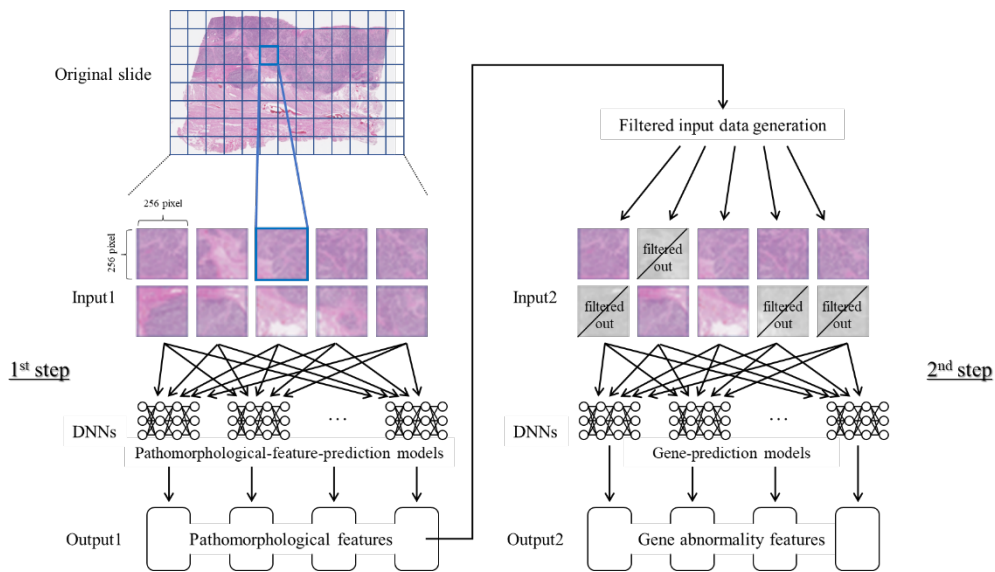 Original slide
256 pixel
256 pixel
Input1
1st step
DNNs
...
Pathomorphological-feature-prediction models
Output1
Pathomorphological features
Filtered input data generation
filtered
out
Input2
filtered
out
filtered
out
filtered
out
2nd step
DNNs
...
Gene-prediction models
Output2
Gene abnormality features